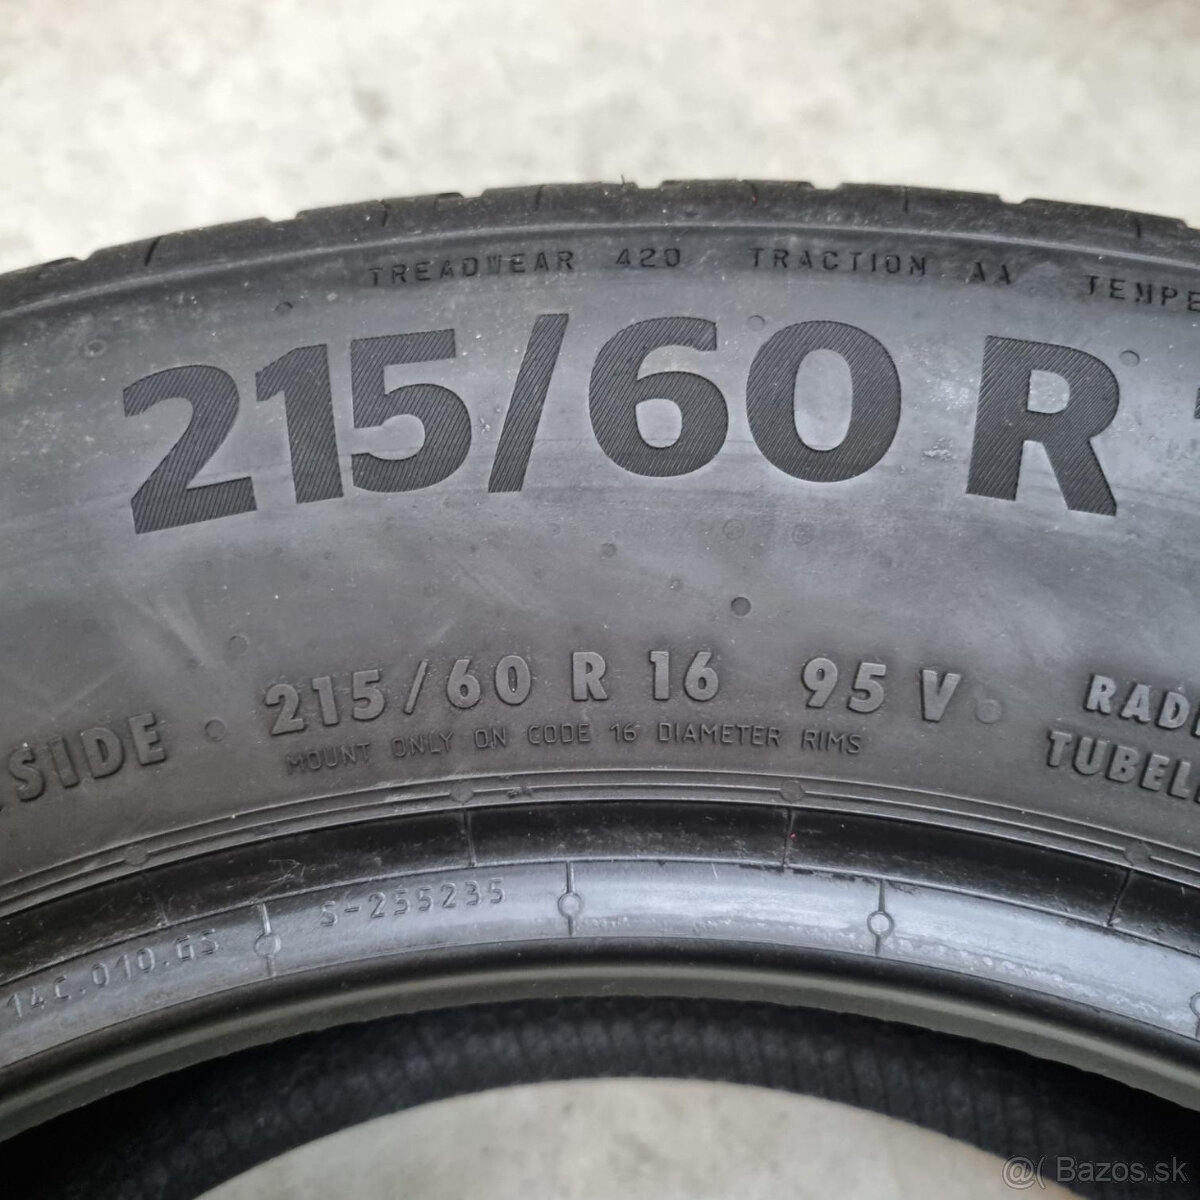 TREADWEAR 420 TRACTION AA TEMPE
215/60 R
SIDE 215/60 R 16 95 V RADI
MOUNT ONLY ON CODE 16 DIAMETER RIMS TUBEL
14C.010.GS S-255235
@( Bazos.sk